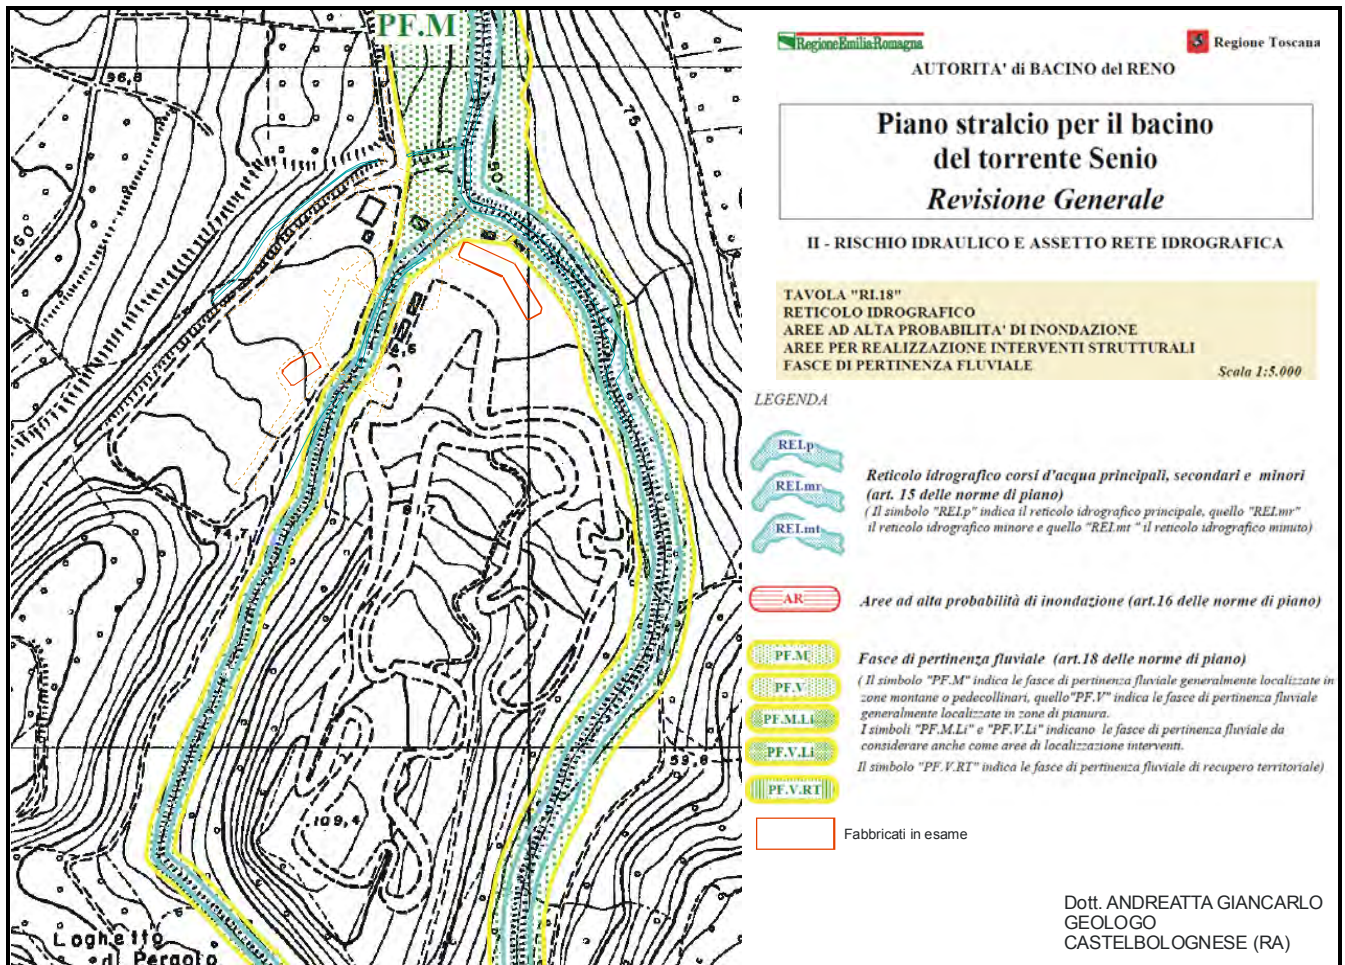 PF.M
96,8
75
50
84,5
81,7
74,7
59,8
109,4
Loghetto
di Pergola
RegioneEmilia-Romagna
Regione Toscana
AUTORITA' di BACINO del RENO
Piano stralcio per il bacino
del torrente Senio
Revisione Generale
II - RISCHIO IDRAULICO E ASSETTO RETE IDROGRAFICA
TAVOLA "RI.18"
RETICOLO IDROGRAFICO
AREE AD ALTA PROBABILITA' DI INONDAZIONE
AREE PER REALIZZAZIONE INTERVENTI STRUTTURALI
FASCE DI PERTINENZA FLUVIALE
Scala 1:5.000
LEGENDA
REI.p
REI.mr
REI.mt
Reticolo idrografico corsi d'acqua principali, secondari e minori
(art. 15 delle norme di piano)
( Il simbolo "REI.p" indica il reticolo idrografico principale, quello "REI.mr"
il reticolo idrografico minore e quello "REI.mt " il reticolo idrografico minuto)
AR
Aree ad alta probabilità di inondazione (art.16 delle norme di piano)
PF.M
PF.V
PF.M.Li
PF.V.Li
PF.V.RT
Fasce di pertinenza fluviale (art.18 delle norme di piano)
( Il simbolo "PF.M" indica le fasce di pertinenza fluviale generalmente localizzate in
zone montane o pedecollinari, quello"PF.V" indica le fasce di pertinenza fluviale
generalmente localizzate in zone di pianura.
I simboli "PF.M.Li" e "PF.V.Li" indicano le fasce di pertinenza fluviale da
considerare anche come aree di localizzazione interventi.
Il simbolo "PF.V.RT" indica le fasce di pertinenza fluviale di recupero territoriale)
Fabbricati in esame
Dott. ANDREATTA GIANCARLO
GEOLOGO
CASTELBOLOGNESE (RA)